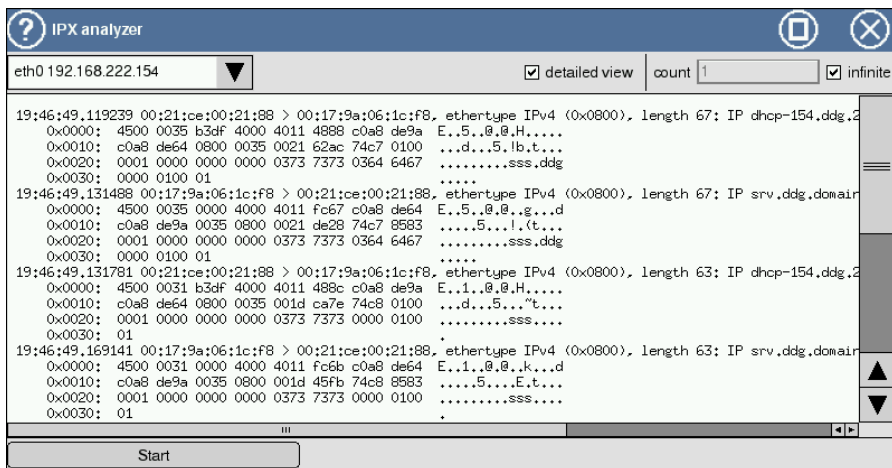 IPX analyzer
eth0 192.168.222.154
detailed view
count 1
infinite
19:46:49.119239 00:21:ce:00:21:88 > 00:17:9a:06:1c:f8, ethertype IPv4 (0x0800), length 67: IP dhcp-154.ddg.2
0x0000: 4500 0035 b3df 4000 4011 4888 c0a8 de9a E..5..@.@.H.....
0x0010: c0a8 de64 0800 0035 0021 62ac 74c7 0100 ...d...5.!b.t...
0x0020: 0001 0000 0000 0000 0373 7373 0364 6467 .........sss.ddg
0x0030: 0000 0100 01 .....
19:46:49.131488 00:17:9a:06:1c:f8 > 00:21:ce:00:21:88, ethertype IPv4 (0x0800), length 67: IP srv.ddg.domain
0x0000: 4500 0035 0000 4000 4011 fc67 c0a8 de64 E..5..@.@..g...d
0x0010: c0a8 de9a 0035 0800 0021 de28 74c7 8583 .....5...!.(t...
0x0020: 0001 0000 0000 0000 0373 7373 0364 6467 .........sss.ddg
0x0030: 0000 0100 01 .....
19:46:49.131781 00:21:ce:00:21:88 > 00:17:9a:06:1c:f8, ethertype IPv4 (0x0800), length 63: IP dhcp-154.ddg.2
0x0000: 4500 0031 b3df 4000 4011 488c c0a8 de9a E..1..@.@.H.....
0x0010: c0a8 de64 0800 0035 001d ca7e 74c8 0100 ...d...5...~t...
0x0020: 0001 0000 0000 0000 0373 7373 0000 0100 .........sss....
0x0030: 01 .
19:46:49.169141 00:17:9a:06:1c:f8 > 00:21:ce:00:21:88, ethertype IPv4 (0x0800), length 63: IP srv.ddg.domain
0x0000: 4500 0031 0000 4000 4011 fc6b c0a8 de64 E..1..@.@..k...d
0x0010: c0a8 de9a 0035 0800 001d 45fb 74c8 8583 .....5....E.t...
0x0020: 0001 0000 0000 0000 0373 7373 0000 0100 .........sss....
0x0030: 01 .
Start